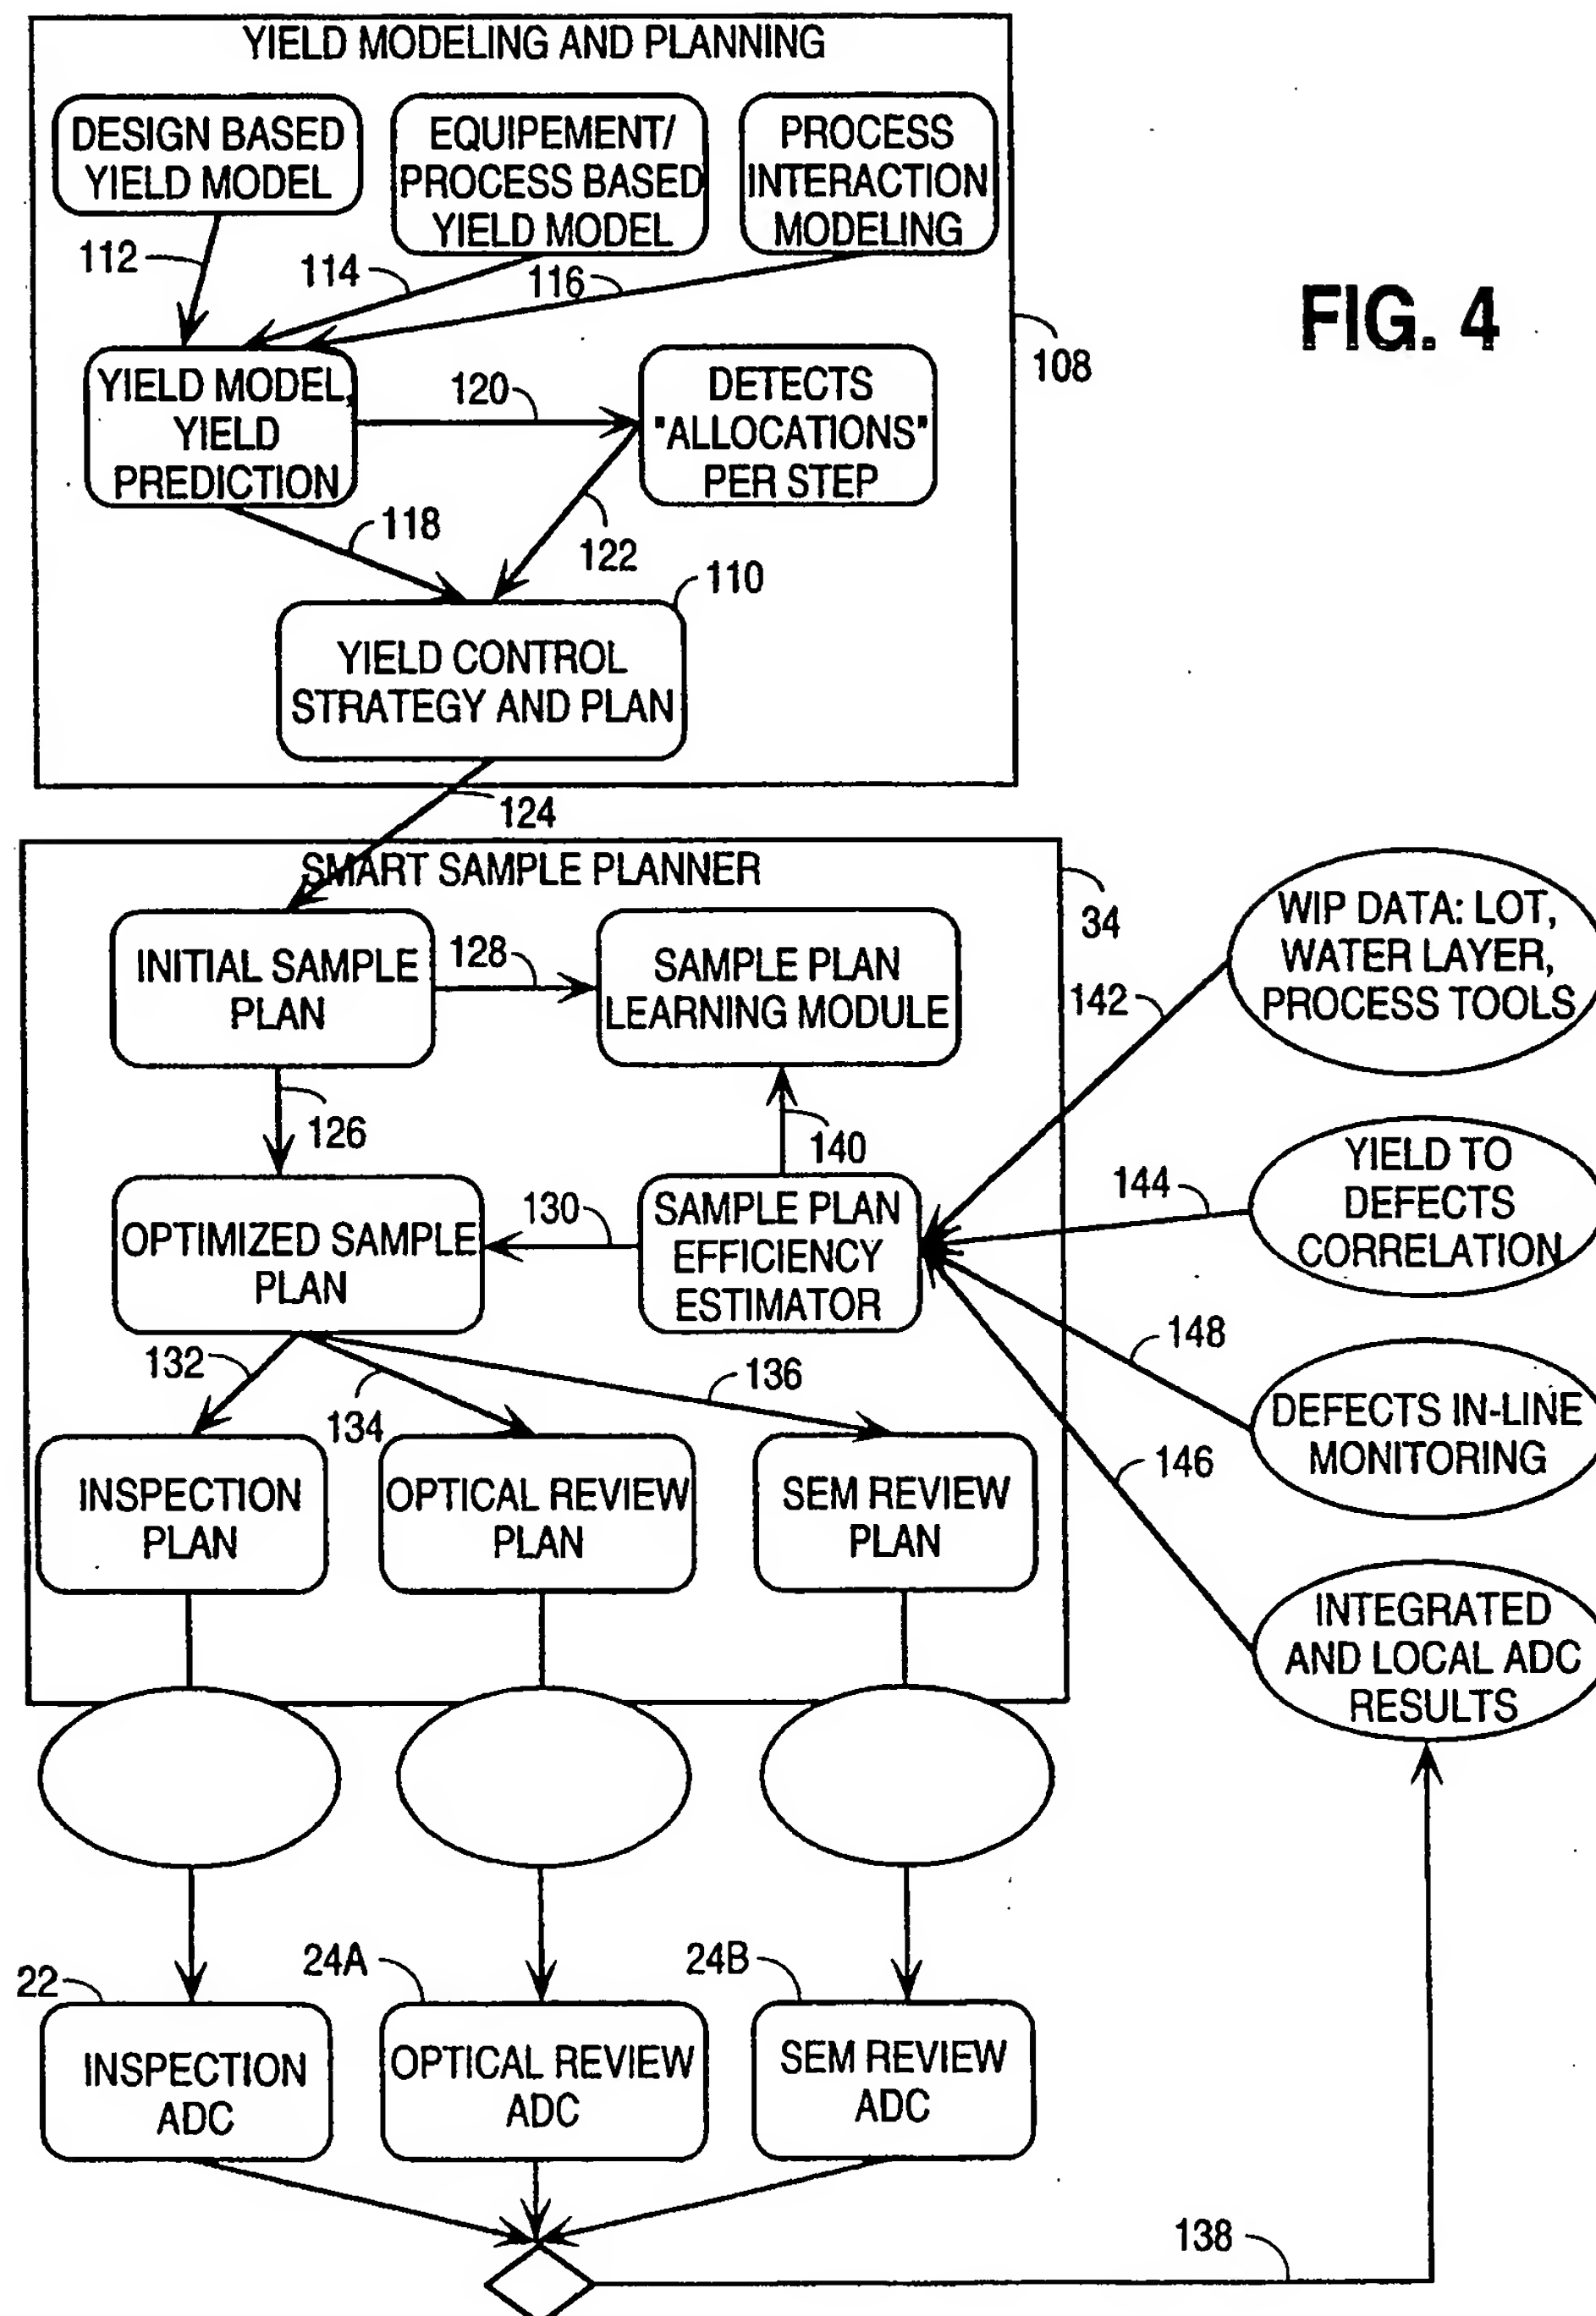 YIELD MODELING AND PLANNING
DESIGN BASED
YIELD MODEL
EQUIPEMENT/
PROCESS BASED
YIELD MODEL
PROCESS
INTERACTION
MODELING
112
114
116
FIG. 4
108
YIELD MODEL,
YIELD
PREDICTION
120
DETECTS
"ALLOCATIONS"
PER STEP
118
122
110
YIELD CONTROL
STRATEGY AND PLAN
124
SMART SAMPLE PLANNER
34
INITIAL SAMPLE
PLAN
128
SAMPLE PLAN
LEARNING MODULE
142
WIP DATA: LOT,
WATER LAYER,
PROCESS TOOLS
126
140
OPTIMIZED SAMPLE
PLAN
130
SAMPLE PLAN
EFFICIENCY
ESTIMATOR
144
YIELD TO
DEFECTS
CORRELATION
132
134
136
148
DEFECTS IN-LINE
MONITORING
146
INSPECTION
PLAN
OPTICAL REVIEW
PLAN
SEM REVIEW
PLAN
INTEGRATED
AND LOCAL ADC
RESULTS
22
24A
24B
INSPECTION
ADC
OPTICAL REVIEW
ADC
SEM REVIEW
ADC
138